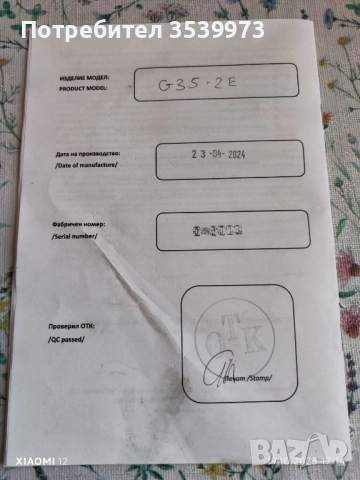 Потребител 3539973
ИЗДЕЛИЕ МОДЕЛ:
PRODUCT MODEL:
G35-2E
Дата на производство:
/Date of manufacture/
23-04-2024
Фабричен номер:
/Serial number/
Проверил ОТК:
/QC passed/
ОТК
Печат /Stamp/
XIAOMI 12
BAZAR